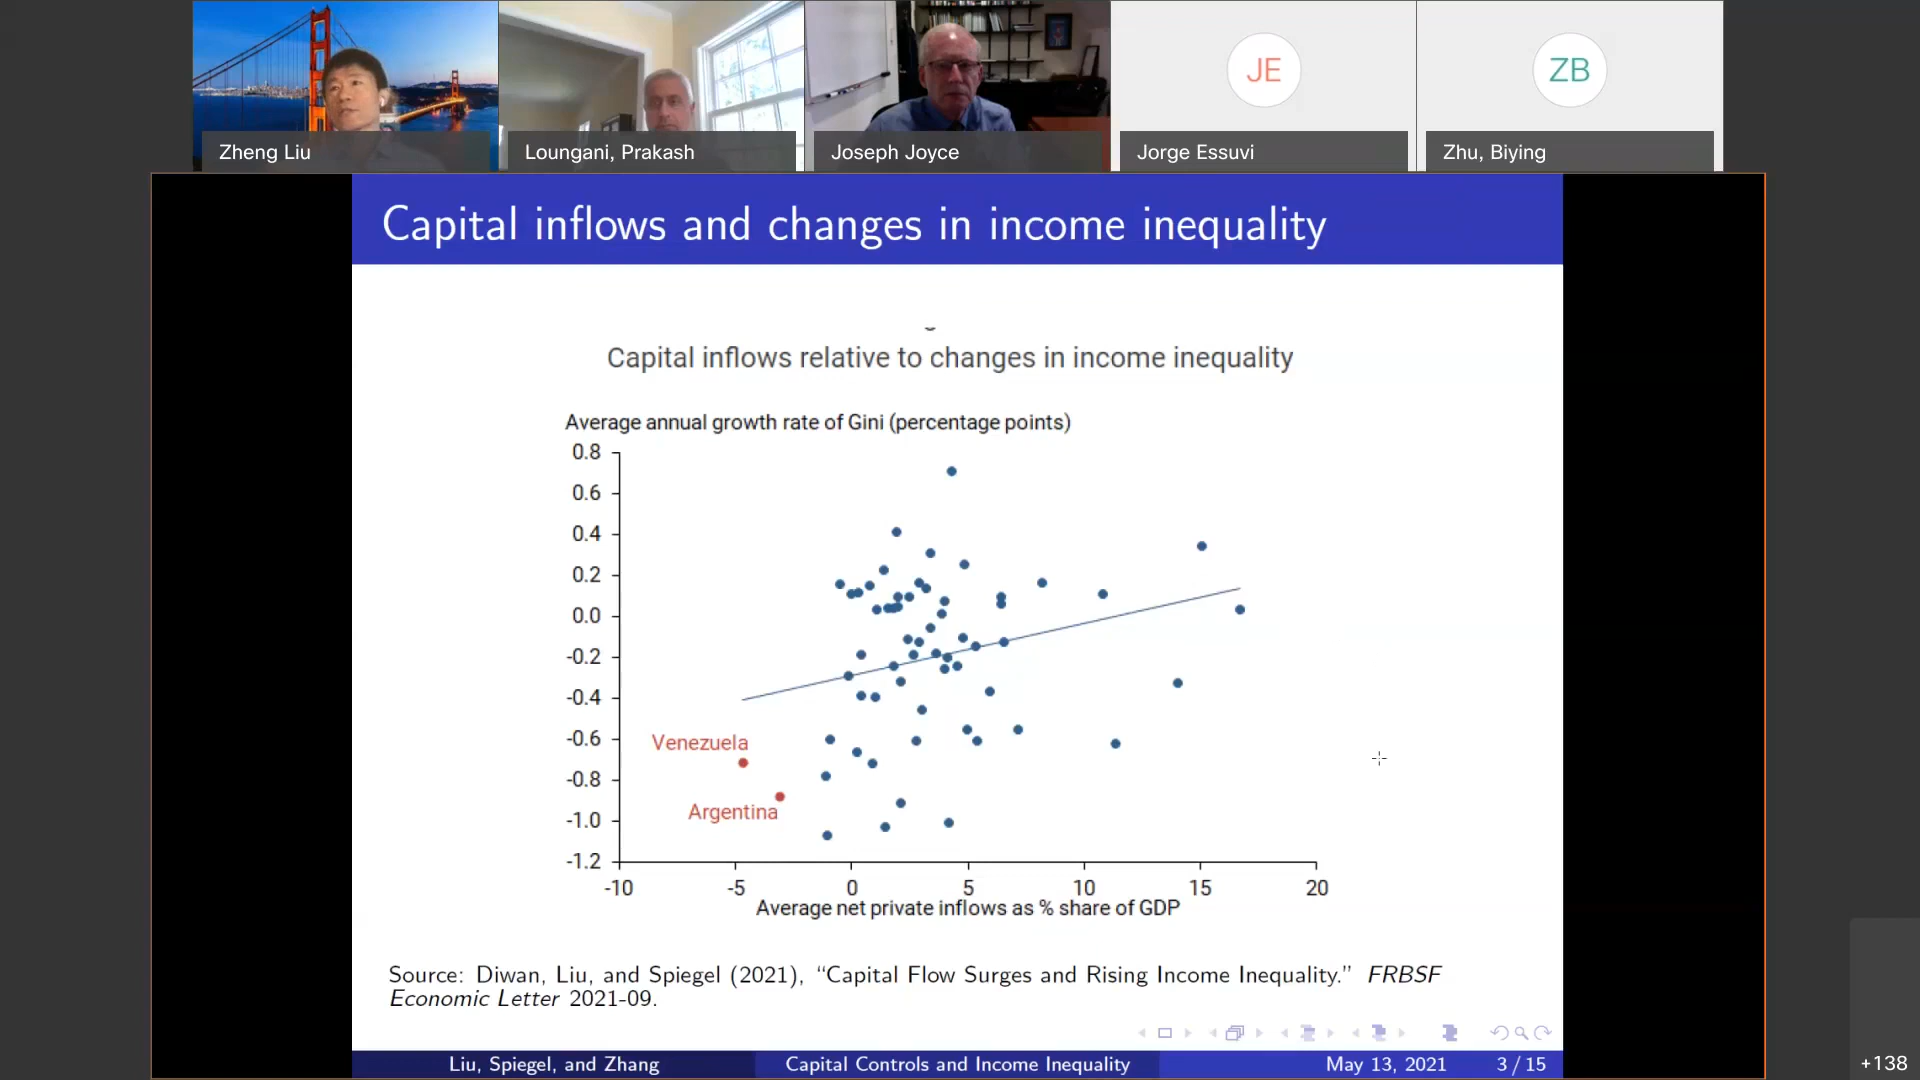 Zheng Liu
Loungani, Prakash
Joseph Joyce
JE
Jorge Essuvi
ZB
Zhu, Biying
Capital inflows and changes in income inequality
Capital inflows relative to changes in income inequality
Average annual growth rate of Gini (percentage points)
0.8
0.6
0.4
0.2
0.0
-0.2
-0.4
-0.6
-0.8
-1.0
-1.2
Venezuela
Argentina
-10 -5 0 5 10 15 20
Average net private inflows as % share of GDP
Source: Diwan, Liu, and Spiegel (2021), “Capital Flow Surges and Rising Income Inequality.” FRBSF
Economic Letter 2021-09.
Liu, Spiegel, and Zhang Capital Controls and Income Inequality May 13, 2021 3 / 15
+138